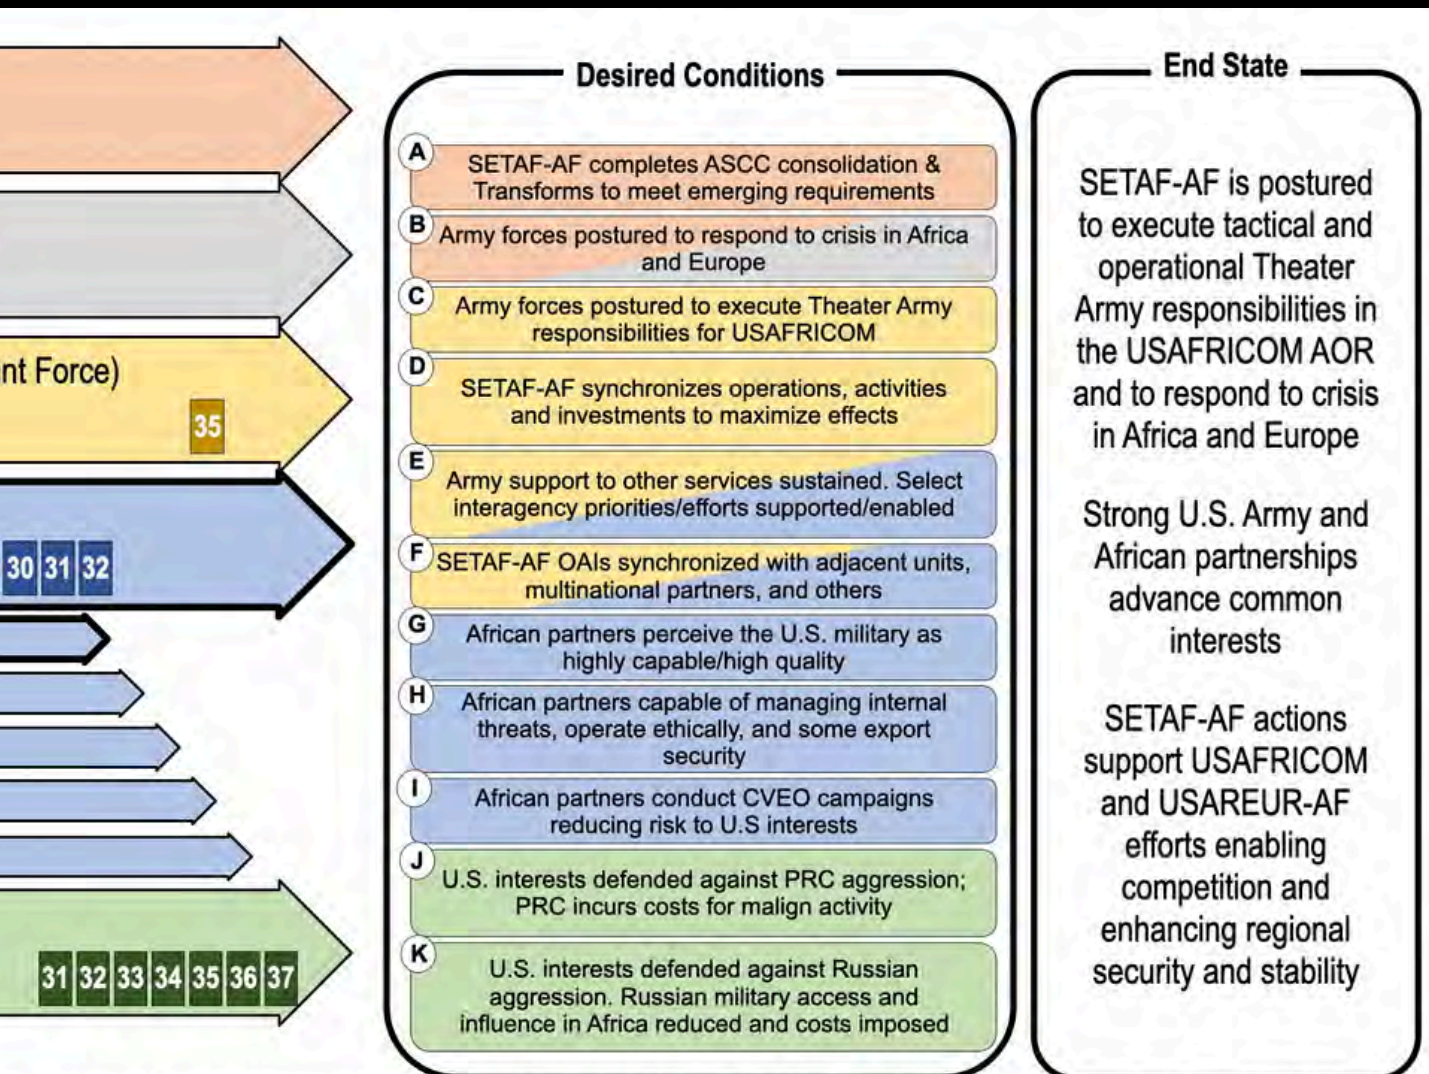 nt Force)
35
30 31 32
31 32 33 34 35 36 37
Desired Conditions
A
SETAF-AF completes ASCC consolidation &
Transforms to meet emerging requirements
B
Army forces postured to respond to crisis in Africa
and Europe
C
Army forces postured to execute Theater Army
responsibilities for USAFRICOM
D
SETAF-AF synchronizes operations, activities
and investments to maximize effects
E
Army support to other services sustained. Select
interagency priorities/efforts supported/enabled
F
SETAF-AF OAIs synchronized with adjacent units,
multinational partners, and others
G
African partners perceive the U.S. military as
highly capable/high quality
H
African partners capable of managing internal
threats, operate ethically, and some export
security
I
African partners conduct CVEO campaigns
reducing risk to U.S interests
J
U.S. interests defended against PRC aggression;
PRC incurs costs for malign activity
K
U.S. interests defended against Russian
aggression. Russian military access and
influence in Africa reduced and costs imposed
End State
SETAF-AF is postured
to execute tactical and
operational Theater
Army responsibilities in
the USAFRICOM AOR
and to respond to crisis
in Africa and Europe
Strong U.S. Army and
African partnerships
advance common
interests
SETAF-AF actions
support USAFRICOM
and USAREUR-AF
efforts enabling
competition and
enhancing regional
security and stability